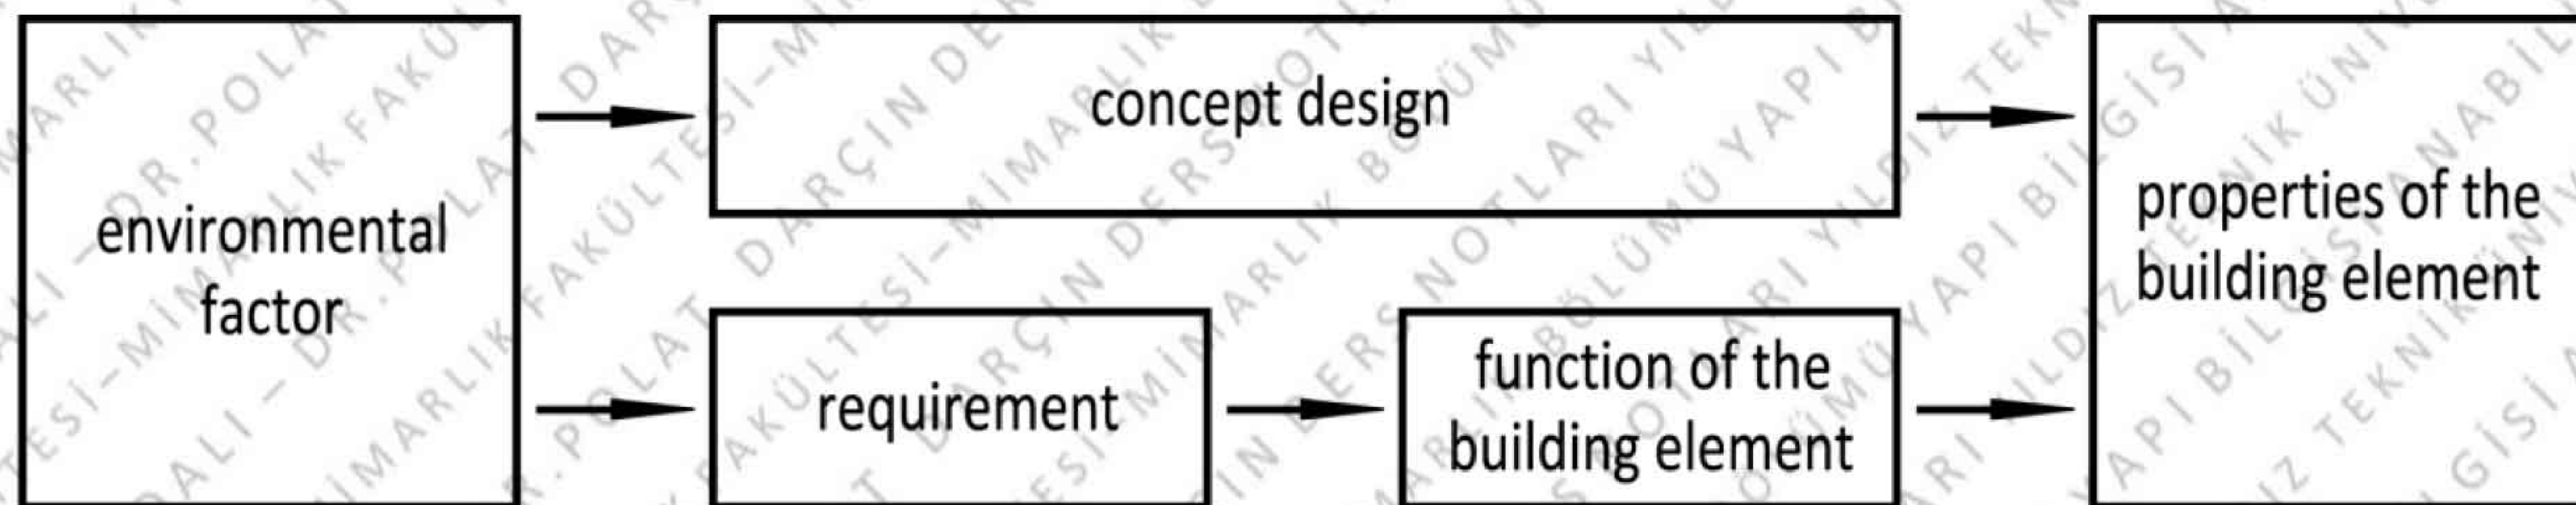 environmental
factor
concept design
requirement
function of the
building element
properties of the
building element